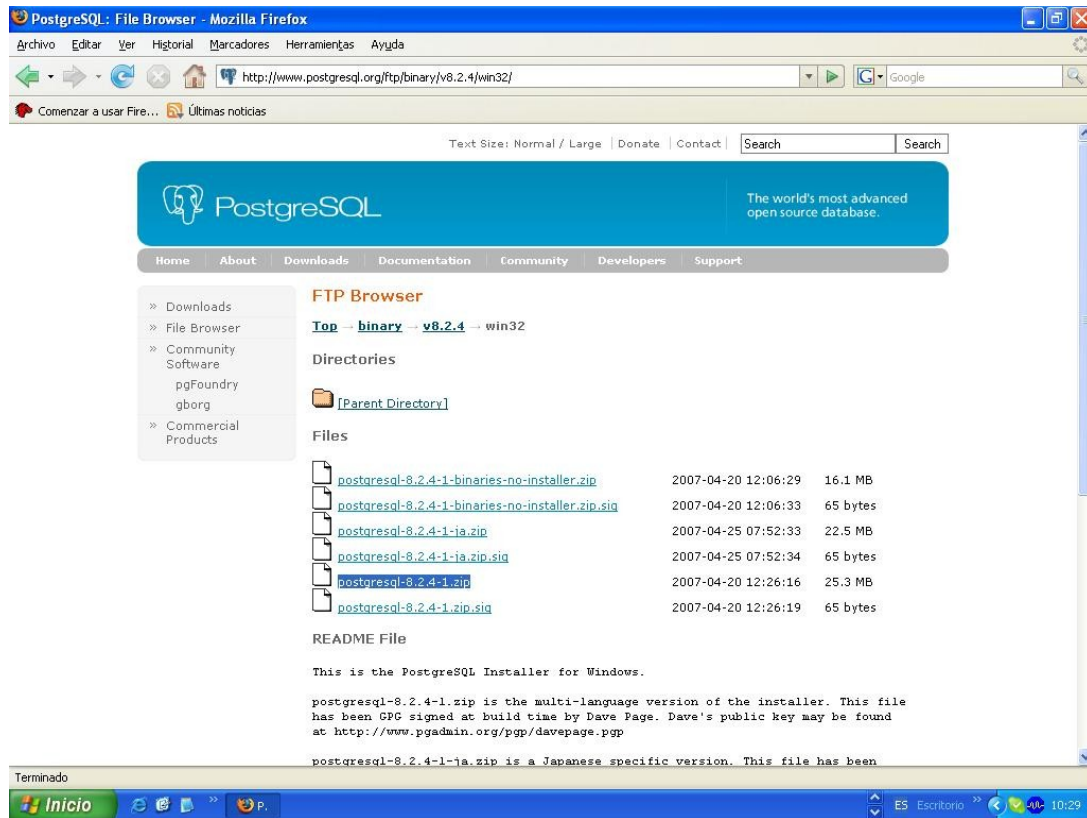 PostgreSQL: File Browser - Mozilla Firefox
Archivo Editar Ver Historial Marcadores Herramientas Ayuda
http://www.postgresql.org/ftp/binary/v8.2.4/win32/
G Google
Comenzar a usar Fire... Últimas noticias
Text Size: Normal / Large | Donate | Contact | Search Search
PostgreSQL
The world's most advanced
open source database.
Home | About | Downloads | Documentation | Community | Developers | Support
» Downloads
» File Browser
» Community
Software
pgFoundry
gborg
» Commercial
Products
FTP Browser
Top → binary → v8.2.4 → win32
Directories
[Parent Directory]
Files
postgresql-8.2.4-1-binaries-no-installer.zip 2007-04-20 12:06:29 16.1 MB
postgresql-8.2.4-1-binaries-no-installer.zip.sig 2007-04-20 12:06:33 65 bytes
postgresql-8.2.4-1-ja.zip 2007-04-25 07:52:33 22.5 MB
postgresql-8.2.4-1-ja.zip.sig 2007-04-25 07:52:34 65 bytes
postgresql-8.2.4-1.zip 2007-04-20 12:26:16 25.3 MB
postgresql-8.2.4-1.zip.sig 2007-04-20 12:26:19 65 bytes
README File
This is the PostgreSQL Installer for Windows.
postgresql-8.2.4-1.zip is the multi-language version of the installer. This file
has been GPG signed at build time by Dave Page. Dave's public key may be found
at http://www.pgadmin.org/pgp/davepage.pgp
postgresql-8.2.4-1-ja.zip is a Japanese specific version. This file has been
Terminado
Inicio » P. ES Escritorio » 10:29